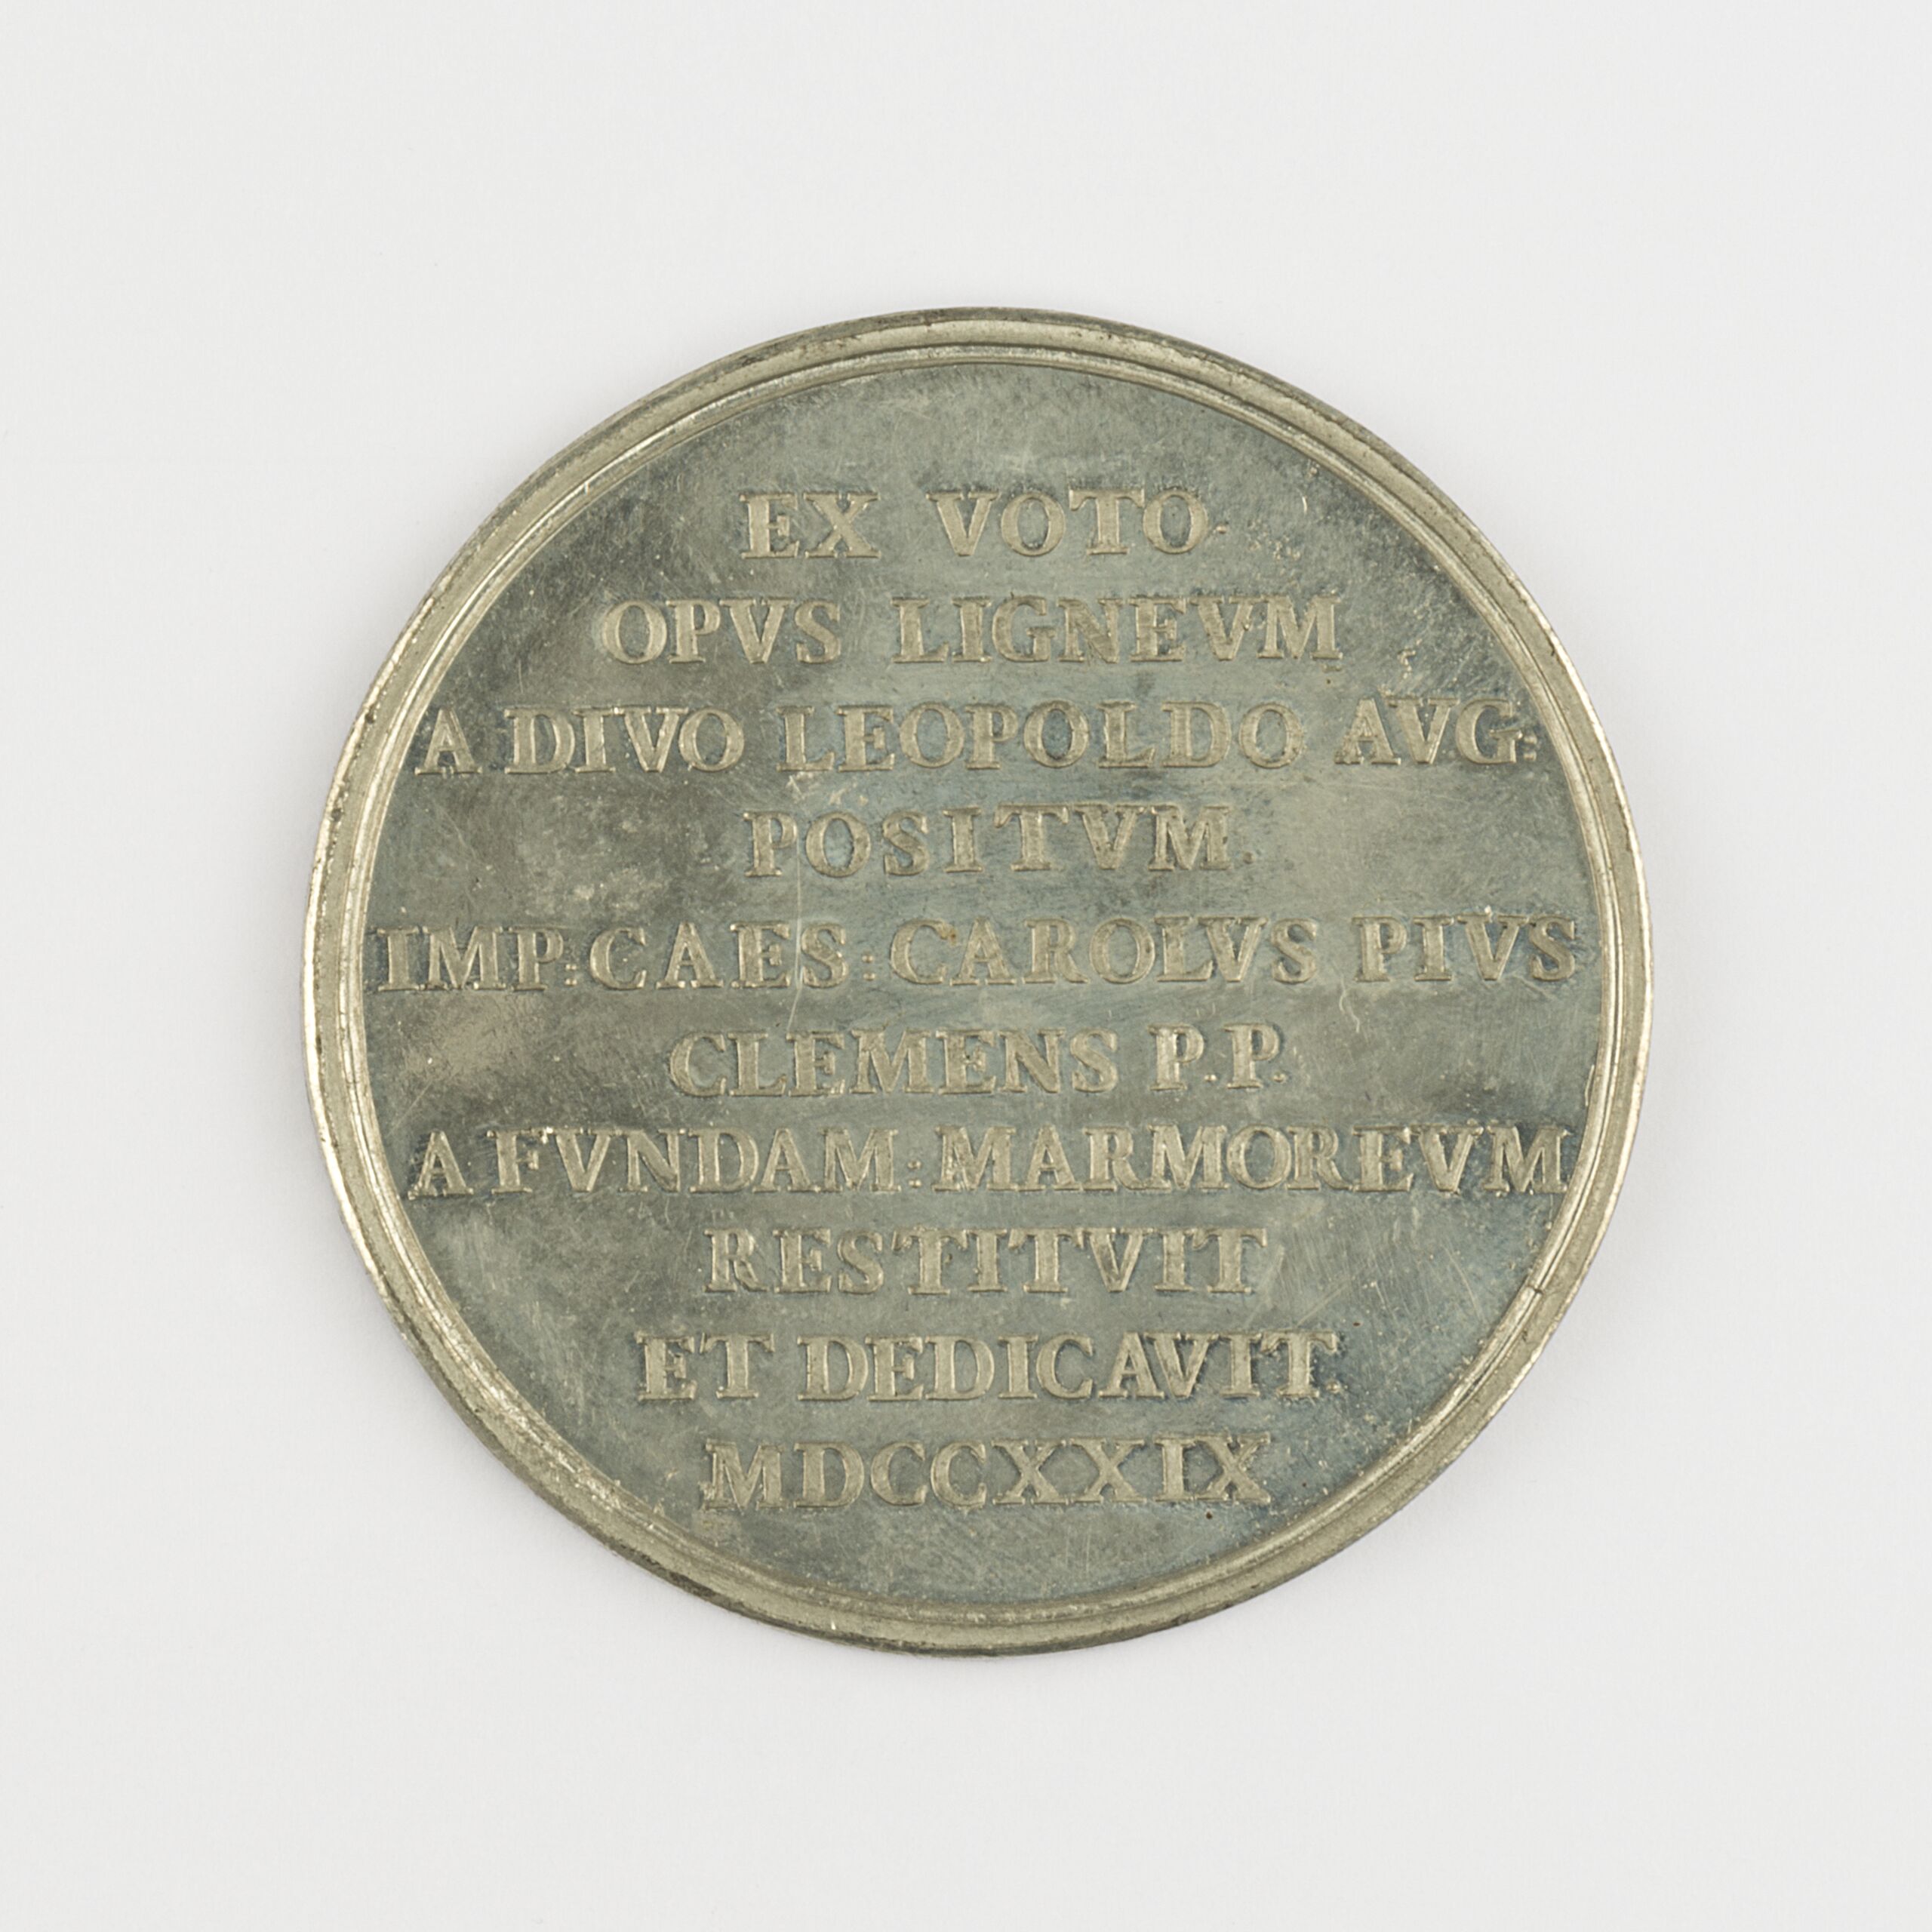 EX VOTO
OPVS LIGNEVM
A DIVO LEOPOLDO AVG:
POSITVM
IMP:CAES:CAROLVS PIVS
CLEMENS P.P.
A FVNDAM:MARMOREVM
RESTITVIT
ET DEDICAVIT.
MDCCXXIX